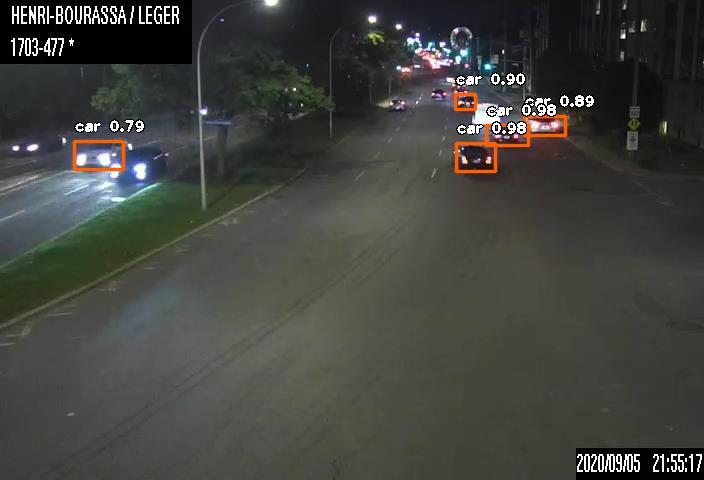 HENRI-BOURASSA / LEGER
1703-477 *
car 0.90
car 0.89
car 0.98
car 0.98
car 0.79
2020/09/05 21:55:17